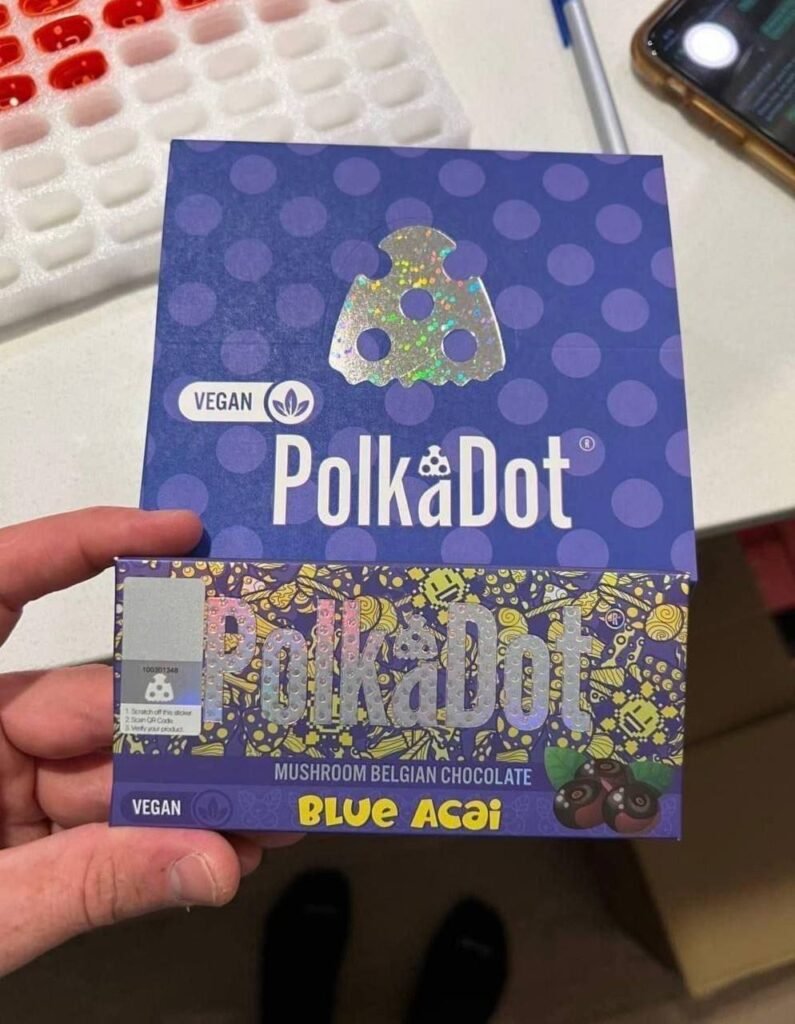 VEGAN
PolkaDot®
PolkaDot®
100301348
1. Scratch off this sticker
2. Scan QR Code
3. Verify your product.
MUSHROOM BELGIAN CHOCOLATE
VEGAN
BLUE ACAI